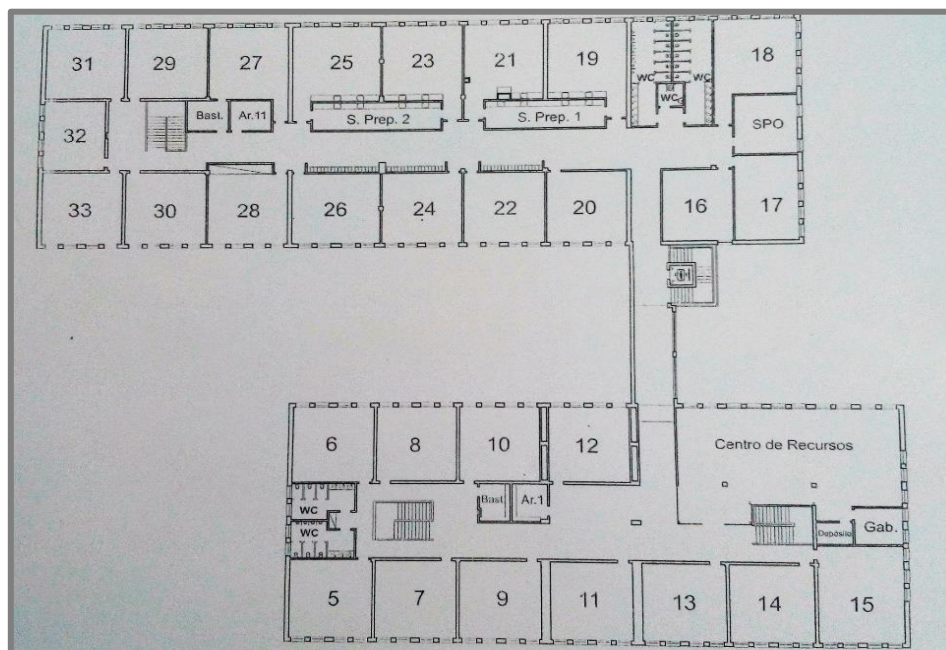 31 29 27 25 23 21 19 WC WC 18
WC
32 Bast. Ar.11 S. Prep. 2 S. Prep. 1 SPO
33 30 28 26 24 22 20 16 17
6 8 10 12 Centro de Recursos
WC Bast. Ar.1
WC Depósito Gab.
5 7 9 11 13 14 15